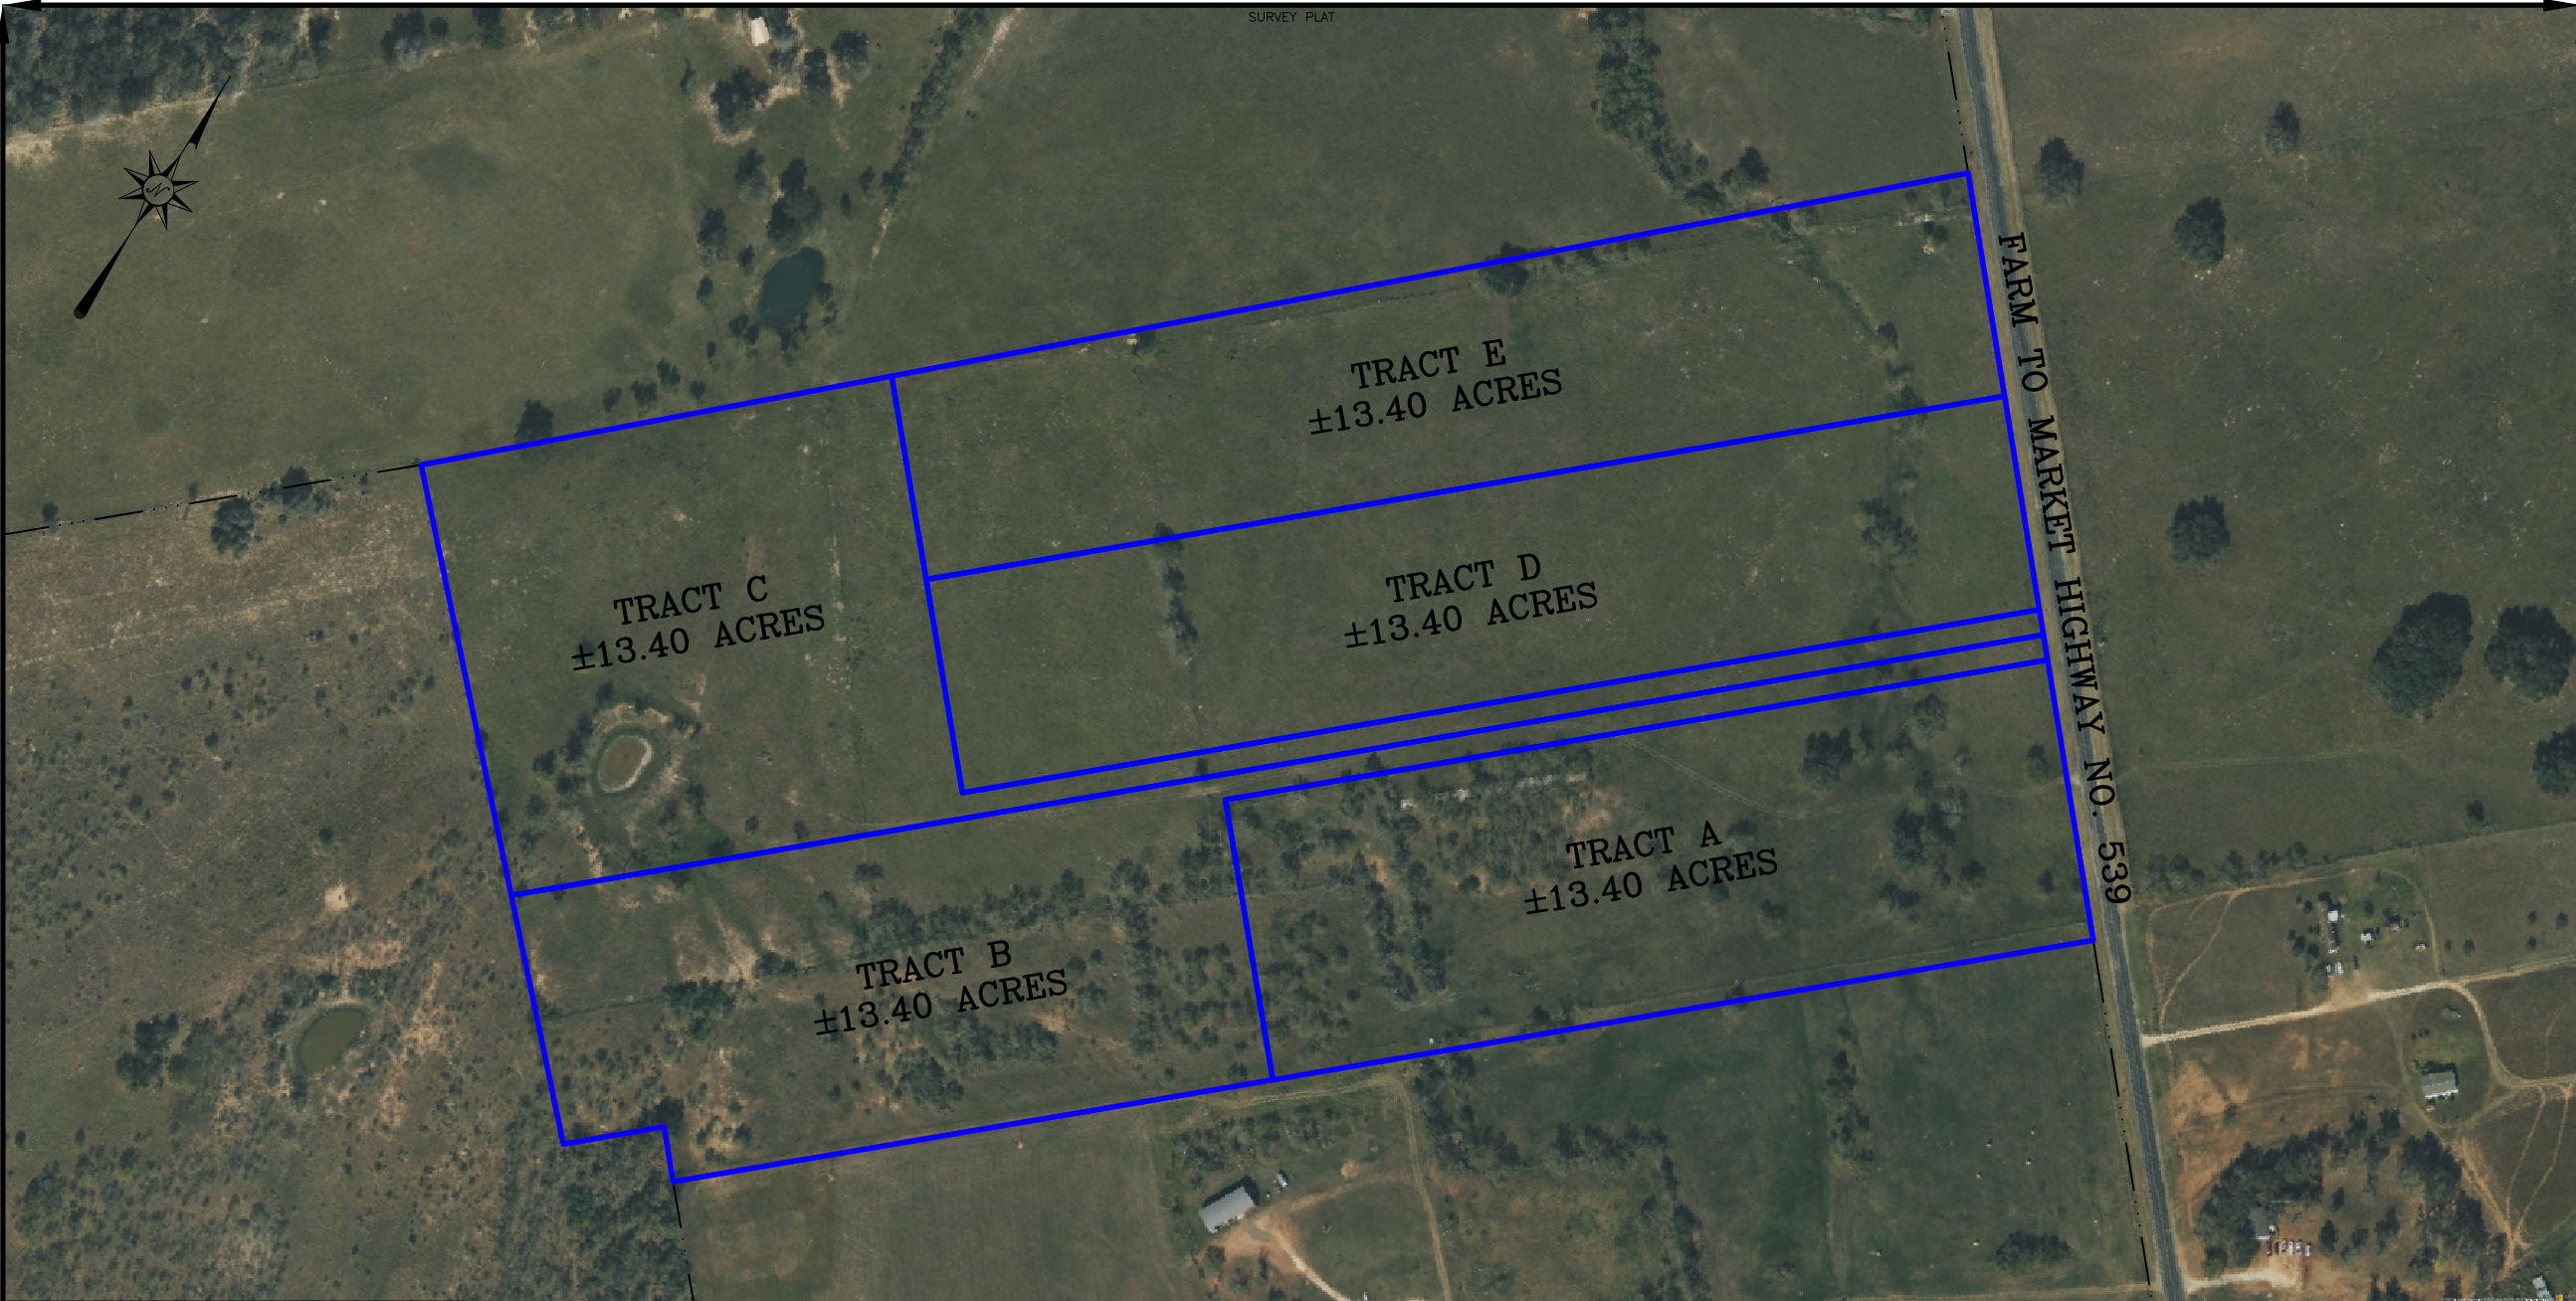 SURVEY PLAT
N
TRACT E
±13.40 ACRES
TRACT D
±13.40 ACRES
TRACT C
±13.40 ACRES
TRACT A
±13.40 ACRES
TRACT B
±13.40 ACRES
FARM TO MARKET HIGHWAY NO. 539